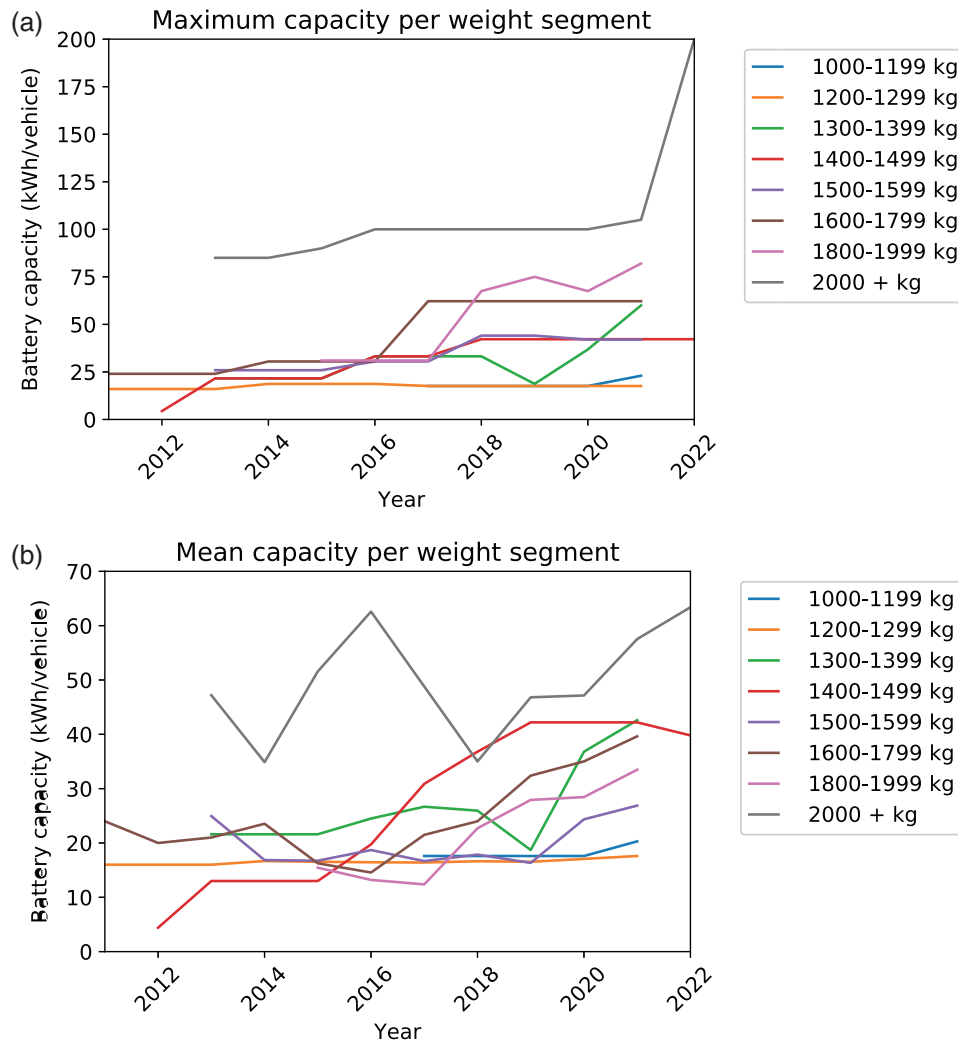 (a)
Maximum capacity per weight segment
Battery capacity (kWh/vehicle)
200
175
150
125
100
75
50
25
0
2012
2014
2016
2018
2020
2022
Year
1000-1199 kg
1200-1299 kg
1300-1399 kg
1400-1499 kg
1500-1599 kg
1600-1799 kg
1800-1999 kg
2000 + kg
(b)
Mean capacity per weight segment
Battery capacity (kWh/vehicle)
70
60
50
40
30
20
10
0
2012
2014
2016
2018
2020
2022
Year
1000-1199 kg
1200-1299 kg
1300-1399 kg
1400-1499 kg
1500-1599 kg
1600-1799 kg
1800-1999 kg
2000 + kg